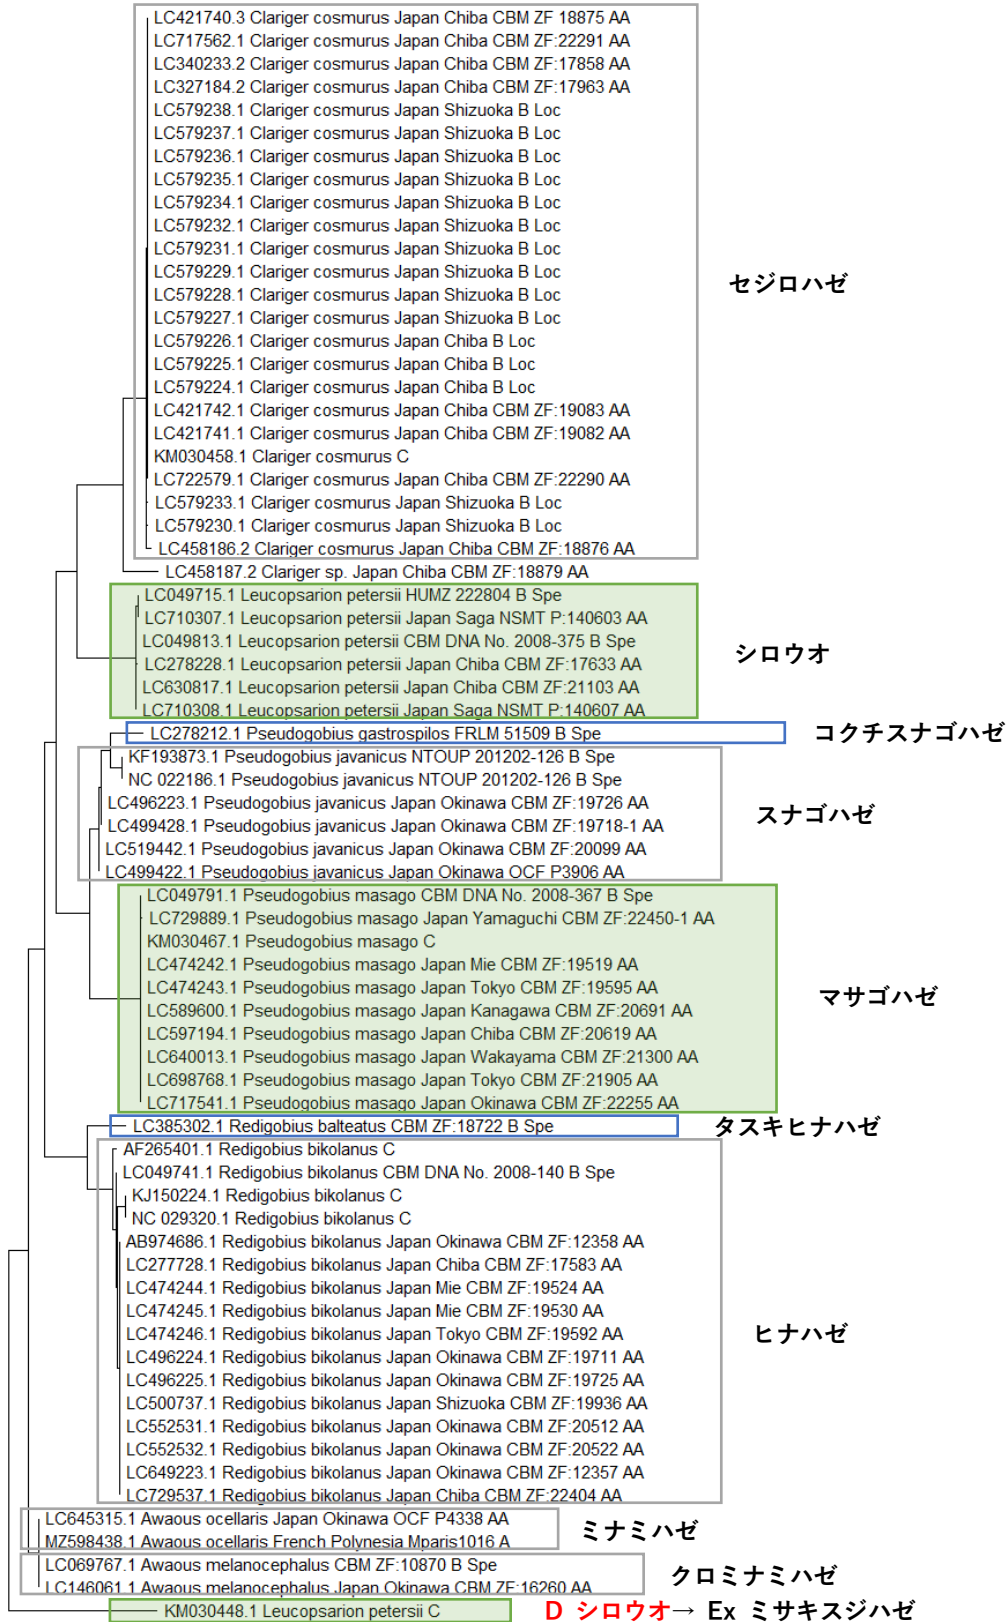 LC421740.3 Clariger cosmurus Japan Chiba CBM ZF 18875 AA
LC717562.1 Clariger cosmurus Japan Chiba CBM ZF:22291 AA
LC340233.2 Clariger cosmurus Japan Chiba CBM ZF:17858 AA
LC327184.2 Clariger cosmurus Japan Chiba CBM ZF:17963 AA
LC579238.1 Clariger cosmurus Japan Shizuoka B Loc
LC579237.1 Clariger cosmurus Japan Shizuoka B Loc
LC579236.1 Clariger cosmurus Japan Shizuoka B Loc
LC579235.1 Clariger cosmurus Japan Shizuoka B Loc
LC579234.1 Clariger cosmurus Japan Shizuoka B Loc
LC579232.1 Clariger cosmurus Japan Shizuoka B Loc
LC579231.1 Clariger cosmurus Japan Shizuoka B Loc
LC579229.1 Clariger cosmurus Japan Shizuoka B Loc
セジロハゼ
LC579228.1 Clariger cosmurus Japan Shizuoka B Loc
LC579227.1 Clariger cosmurus Japan Shizuoka B Loc
LC579226.1 Clariger cosmurus Japan Chiba B Loc
LC579225.1 Clariger cosmurus Japan Chiba B Loc
LC579224.1 Clariger cosmurus Japan Chiba B Loc
LC421742.1 Clariger cosmurus Japan Chiba CBM ZF:19083 AA
LC421741.1 Clariger cosmurus Japan Chiba CBM ZF:19082 AA
KM030458.1 Clariger cosmurus C
LC722579.1 Clariger cosmurus Japan Chiba CBM ZF:22290 AA
LC579233.1 Clariger cosmurus Japan Shizuoka B Loc
LC579230.1 Clariger cosmurus Japan Shizuoka B Loc
LC458186.2 Clariger cosmurus Japan Chiba CBM ZF:18876 AA
LC458187.2 Clariger sp. Japan Chiba CBM ZF:18879 AA
LC049715.1 Leucopsarion petersii HUMZ 222804 B Spe
LC710307.1 Leucopsarion petersii Japan Saga NSMT P:140603 AA
LC049813.1 Leucopsarion petersii CBM DNA No. 2008-375 B Spe
シロウオ
LC278228.1 Leucopsarion petersii Japan Chiba CBM ZF:17633 AA
LC630817.1 Leucopsarion petersii Japan Chiba CBM ZF:21103 AA
LC710308.1 Leucopsarion petersii Japan Saga NSMT P:140607 AA
LC278212.1 Pseudogobius gastrospilos FRLM 51509 B Spe
コクチスナゴハゼ
KF193873.1 Pseudogobius javanicus NTOUP 201202-126 B Spe
NC 022186.1 Pseudogobius javanicus NTOUP 201202-126 B Spe
LC496223.1 Pseudogobius javanicus Japan Okinawa CBM ZF:19726 AA
スナゴハゼ
LC499428.1 Pseudogobius javanicus Japan Okinawa CBM ZF:19718-1 AA
LC519442.1 Pseudogobius javanicus Japan Okinawa CBM ZF:20099 AA
LC499422.1 Pseudogobius javanicus Japan Okinawa OCF P3906 AA
LC049791.1 Pseudogobius masago CBM DNA No. 2008-367 B Spe
LC729889.1 Pseudogobius masago Japan Yamaguchi CBM ZF:22450-1 AA
KM030467.1 Pseudogobius masago C
LC474242.1 Pseudogobius masago Japan Mie CBM ZF:19519 AA
LC474243.1 Pseudogobius masago Japan Tokyo CBM ZF:19595 AA
マサゴハゼ
LC589600.1 Pseudogobius masago Japan Kanagawa CBM ZF:20691 AA
LC597194.1 Pseudogobius masago Japan Chiba CBM ZF:20619 AA
LC640013.1 Pseudogobius masago Japan Wakayama CBM ZF:21300 AA
LC698768.1 Pseudogobius masago Japan Tokyo CBM ZF:21905 AA
LC717541.1 Pseudogobius masago Japan Okinawa CBM ZF:22255 AA
LC385302.1 Redigobius balteatus CBM ZF:18722 B Spe
タスキヒナハゼ
AF265401.1 Redigobius bikolanus C
LC049741.1 Redigobius bikolanus CBM DNA No. 2008-140 B Spe
KJ150224.1 Redigobius bikolanus C
NC 029320.1 Redigobius bikolanus C
AB974686.1 Redigobius bikolanus Japan Okinawa CBM ZF:12358 AA
LC277728.1 Redigobius bikolanus Japan Chiba CBM ZF:17583 AA
LC474244.1 Redigobius bikolanus Japan Mie CBM ZF:19524 AA
LC474245.1 Redigobius bikolanus Japan Mie CBM ZF:19530 AA
LC474246.1 Redigobius bikolanus Japan Tokyo CBM ZF:19592 AA
ヒナハゼ
LC496224.1 Redigobius bikolanus Japan Okinawa CBM ZF:19711 AA
LC496225.1 Redigobius bikolanus Japan Okinawa CBM ZF:19725 AA
LC500737.1 Redigobius bikolanus Japan Shizuoka CBM ZF:19936 AA
LC552531.1 Redigobius bikolanus Japan Okinawa CBM ZF:20512 AA
LC552532.1 Redigobius bikolanus Japan Okinawa CBM ZF:20522 AA
LC649223.1 Redigobius bikolanus Japan Okinawa CBM ZF:12357 AA
LC729537.1 Redigobius bikolanus Japan Chiba CBM ZF:22404 AA
LC645315.1 Awaous ocellaris Japan Okinawa OCF P4338 AA
ミナミハゼ
MZ598438.1 Awaous ocellaris French Polynesia Mparis1016 A
LC069767.1 Awaous melanocephalus CBM ZF:10870 B Spe
クロミナミハゼ
LC146061.1 Awaous melanocephalus Japan Okinawa CBM ZF:16260 AA
KM030448.1 Leucopsarion petersii C
D シロウオ→ Ex ミサキスジハゼ